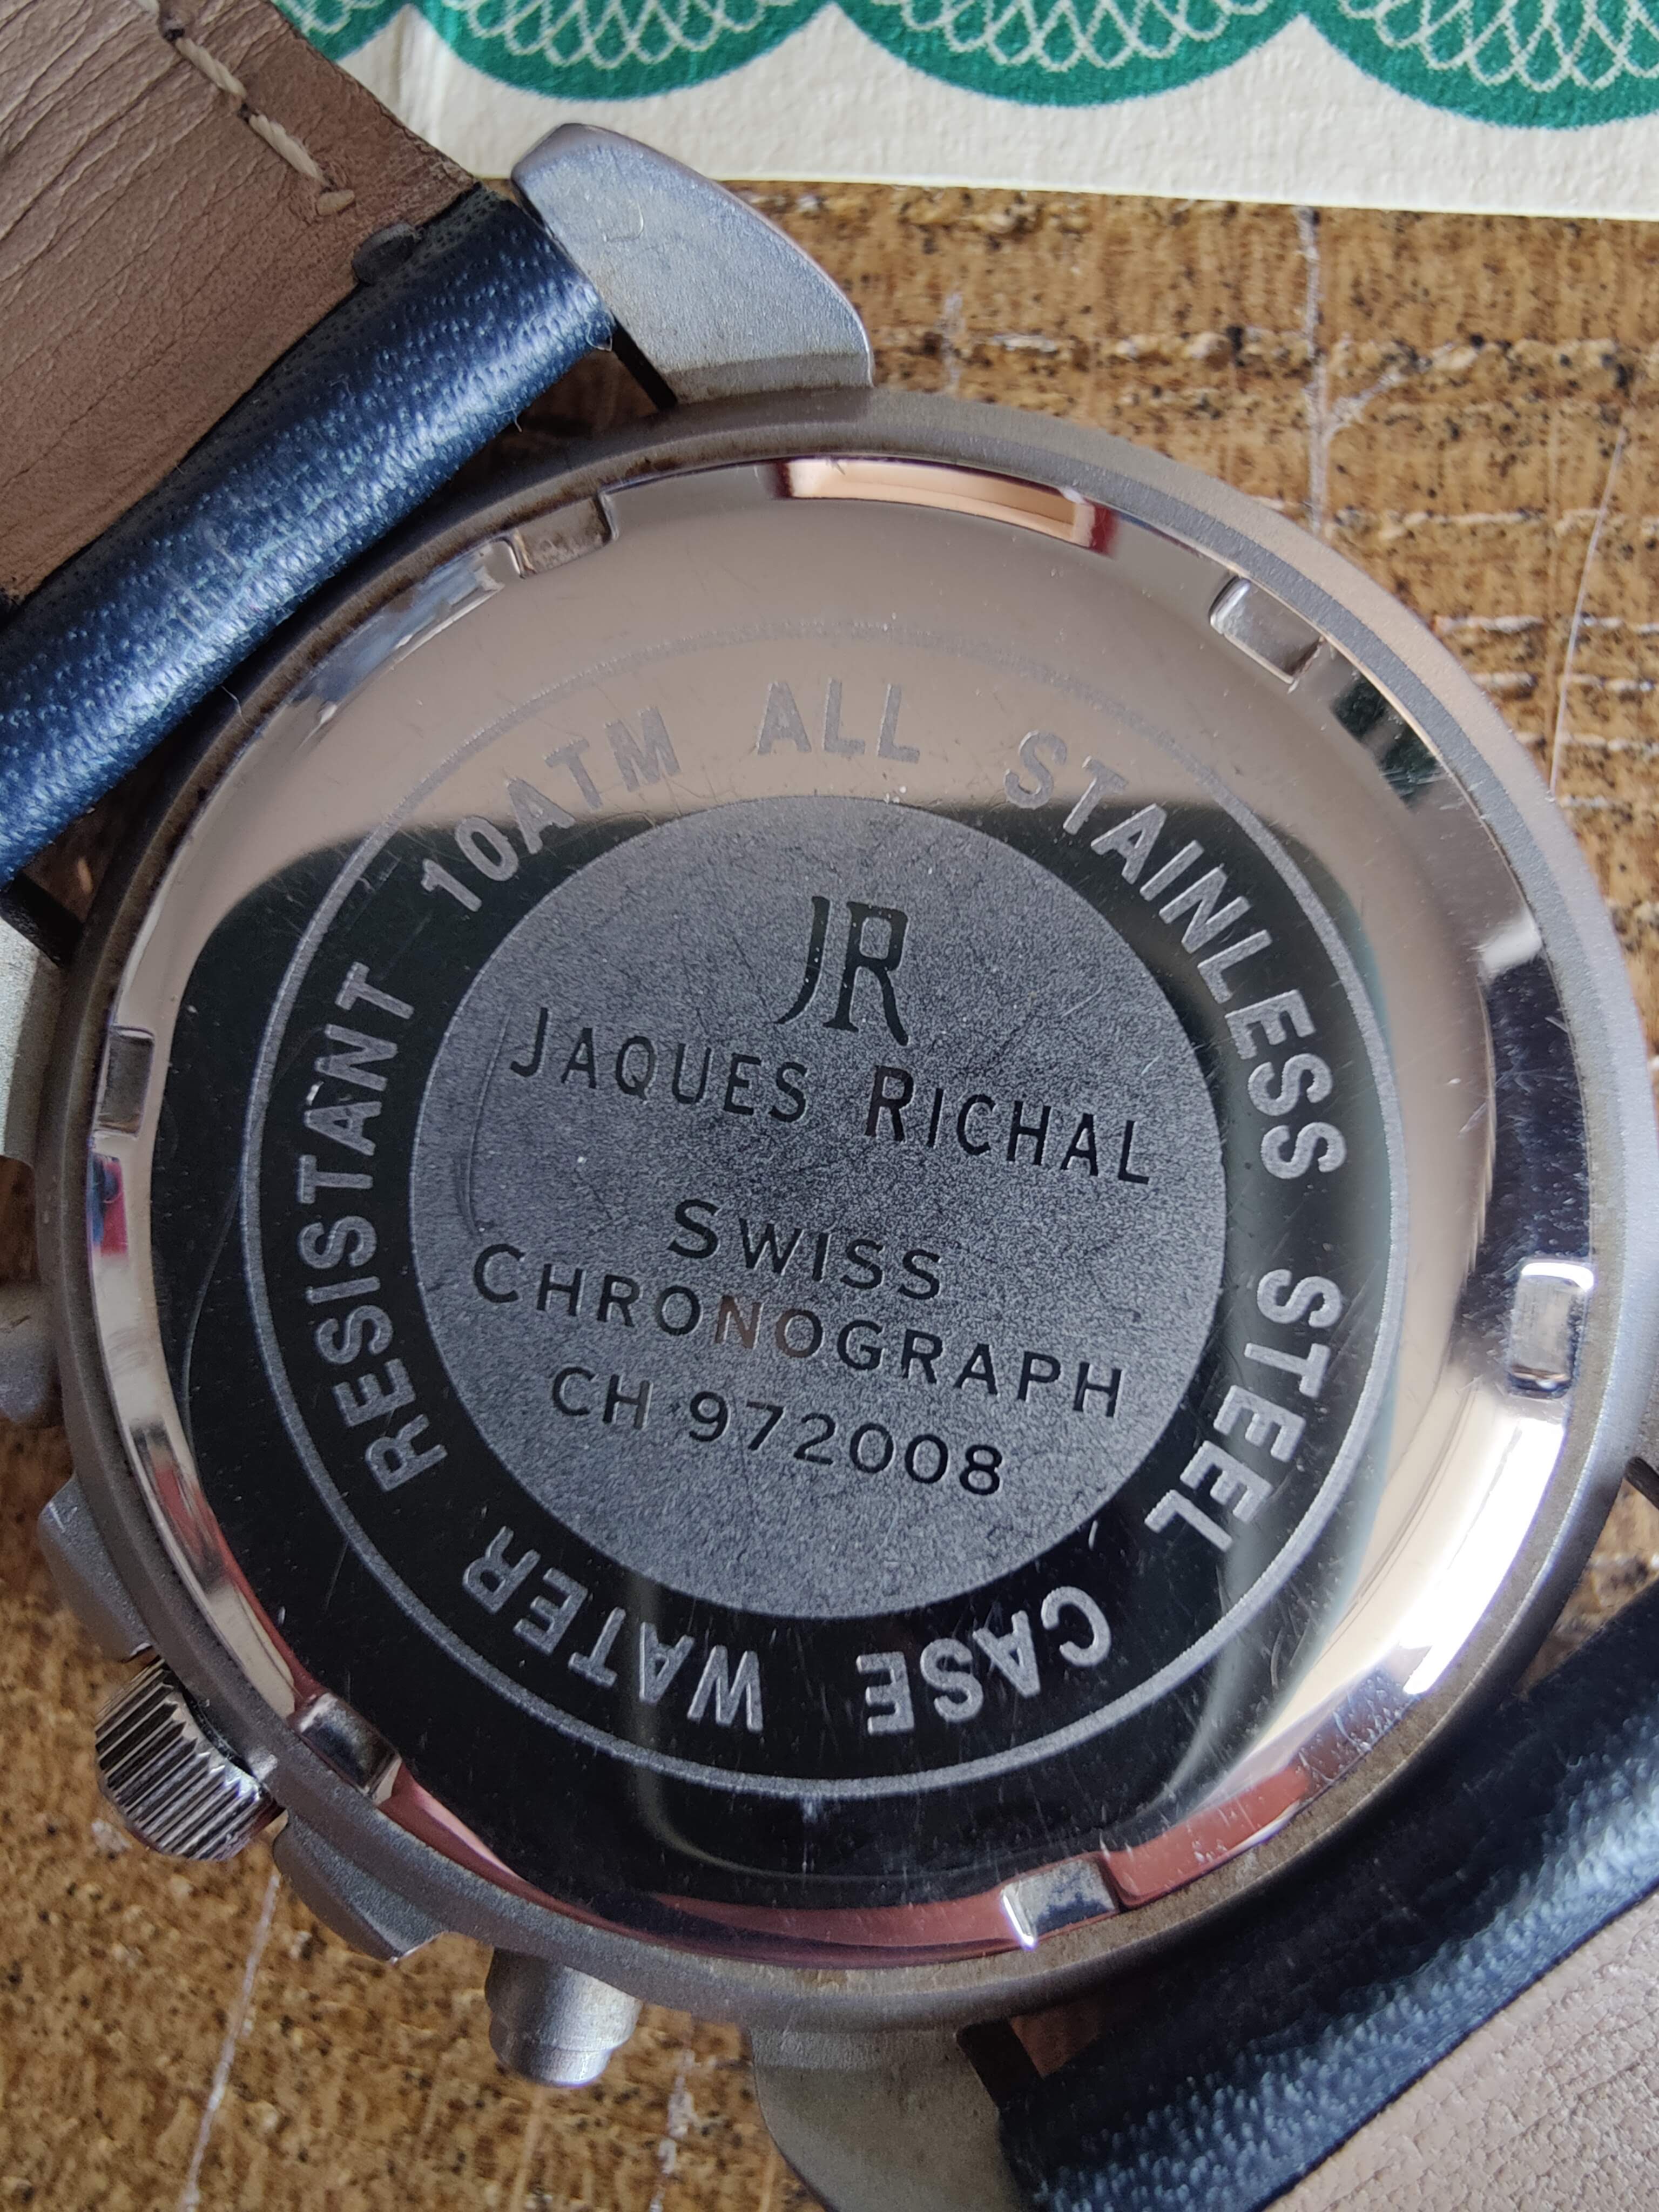 JR
JAQUES RICHAL
SWISS
CHRONOGRAPH
CH 972008
WATER RESISTANT 10ATM ALL STAINLESS STEEL CASE